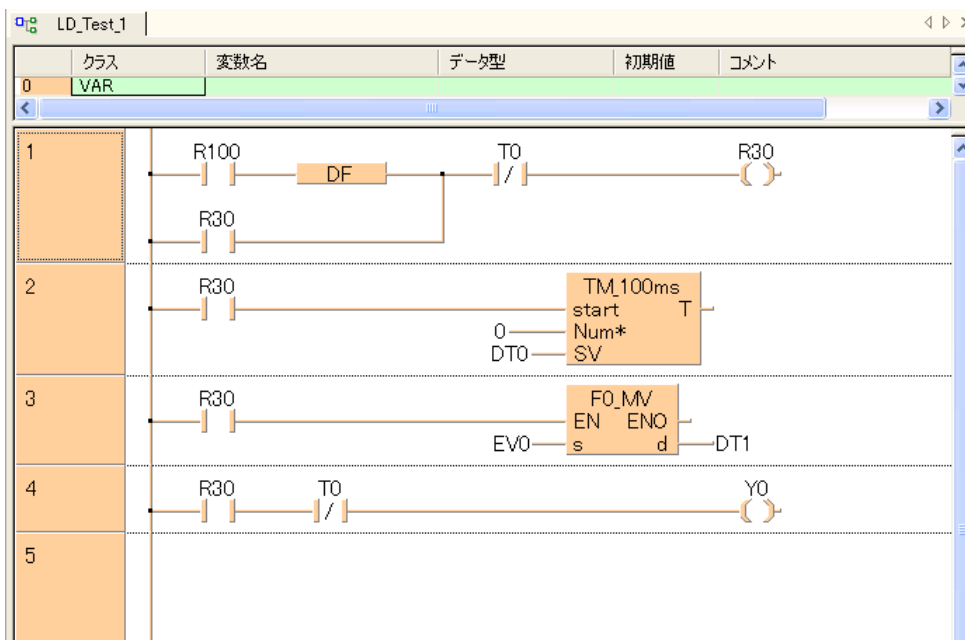 LD_Test_1
クラス 変数名 データ型 初期値 コメント
0 VAR
1
R100 T0 R30
DF
R30
2
R30 TM_100ms
start T
0 Num*
DT0 SV
3
R30 F0_MV
EN ENO
EV0 s d DT1
4
R30 T0 Y0
5